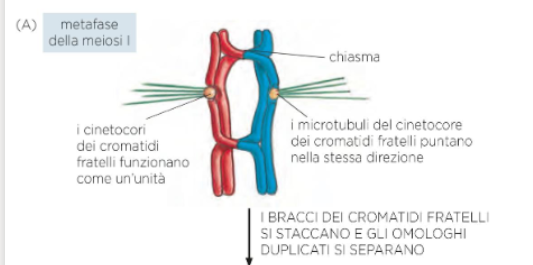 (A)
metafase
della meiosi I
chiasma
i cinetocori
dei cromatidi
fratelli funzionano
come un'unità
i microtubuli del cinetocore
dei cromatidi fratelli puntano
nella stessa direzione
I BRACCI DEI CROMATIDI FRATELLI
SI STACCANO E GLI OMOLOGHI
DUPLICATI SI SEPARANO